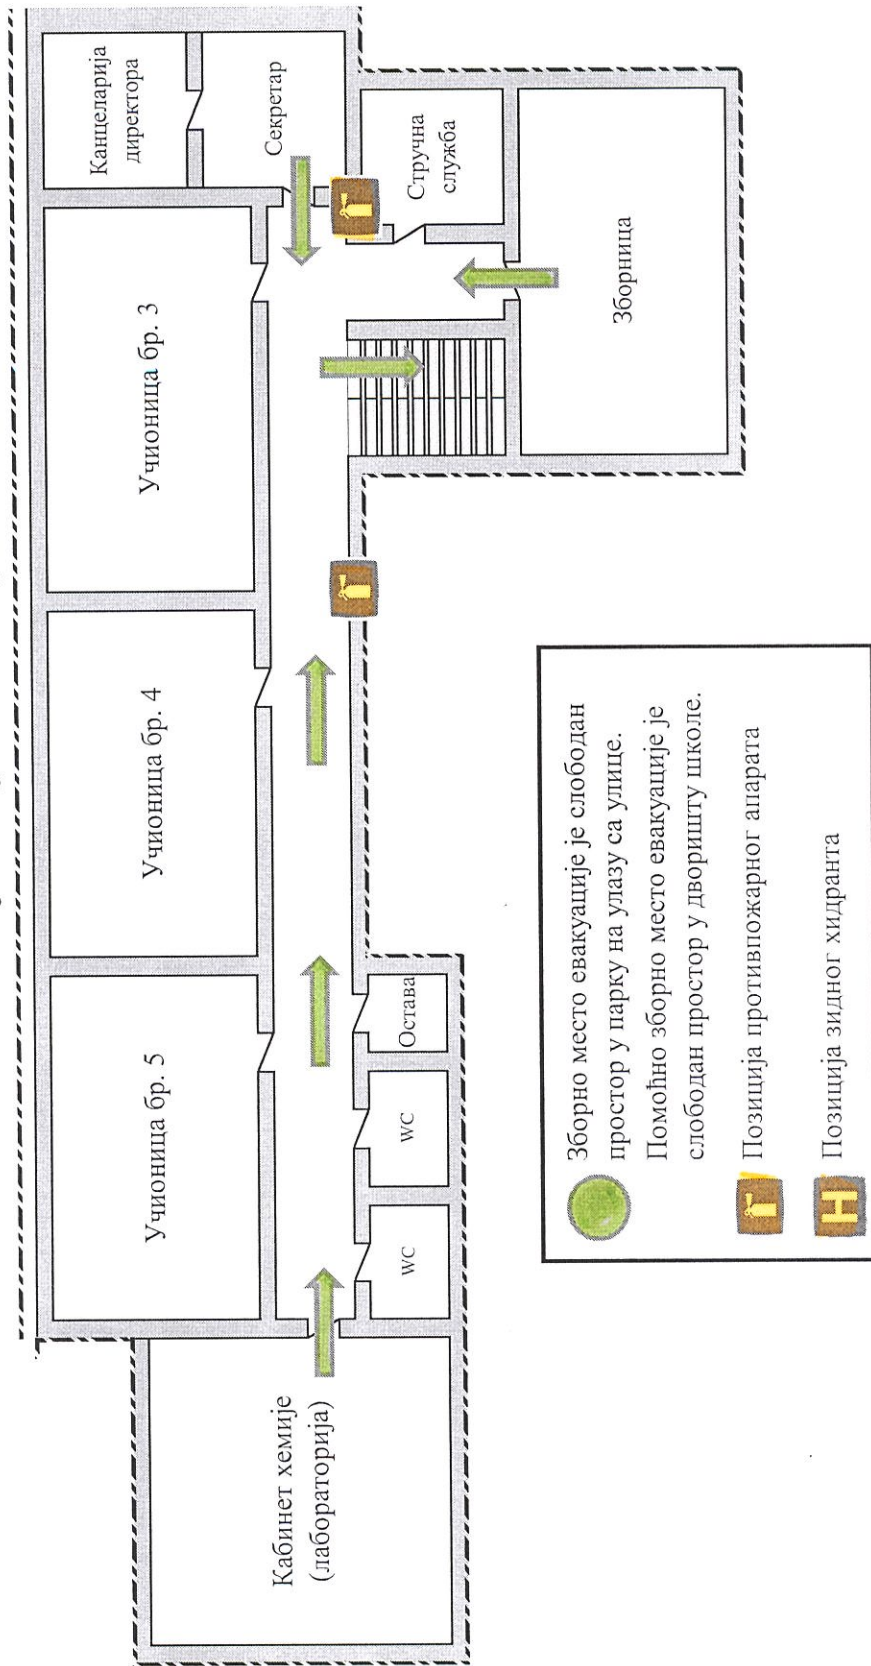 Канцеларија
директора
Секретар
Стручна
служба
Зборница
Учионица бр. 3
Учионица бр. 4
Учионица бр. 5
Остава
WC
WC
Кабинет хемије
(лабораторија)
Зборно место евакуације је слободан
простор у парку на улазу са улице.
Помоћно зборно место евакуације је
слободан простор у дворишту школе.
Позиција противпожарног апарата
H
Позиција зидног хидранта